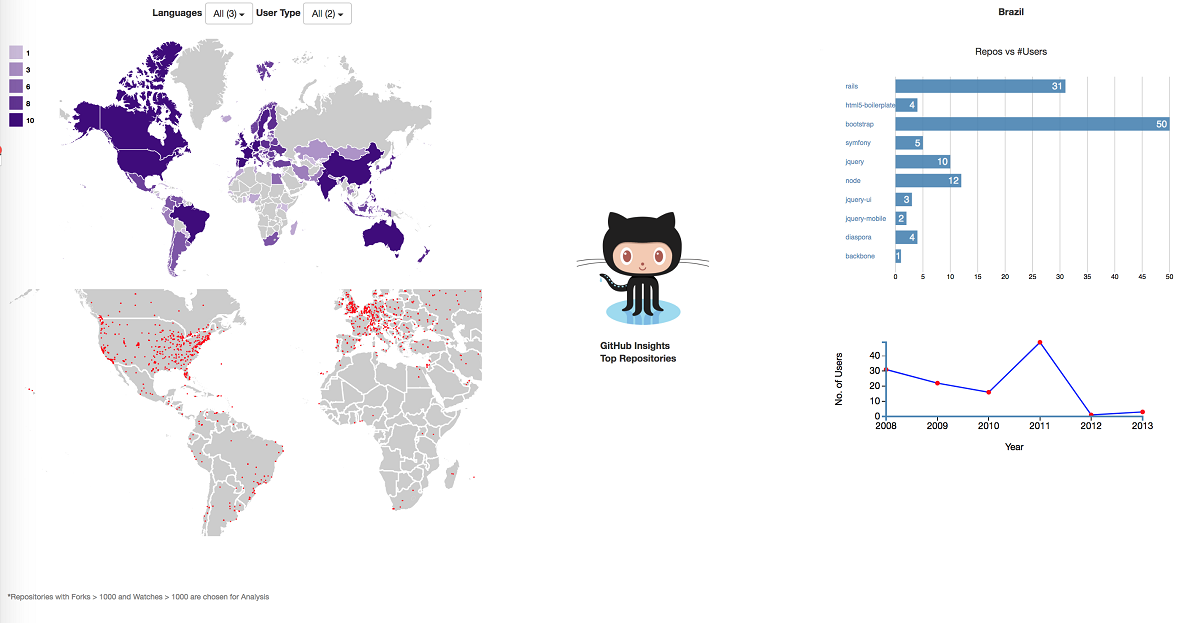 Languages All (3) User Type All (2)
1
3
6
8
10
GitHub Insights
Top Repositories
Brazil
Repos vs #Users
rails 31
html5-boilerplate 4
bootstrap 50
symfony 5
jquery 10
node 12
jquery-ui 3
jquery-mobile 2
diaspora 4
backbone 1
0 5 10 15 20 25 30 35 40 45 50
No. of Users
40
30
20
10
0
2008 2009 2010 2011 2012 2013
Year
*Repositories with Forks > 1000 and Watches > 1000 are chosen for Analysis